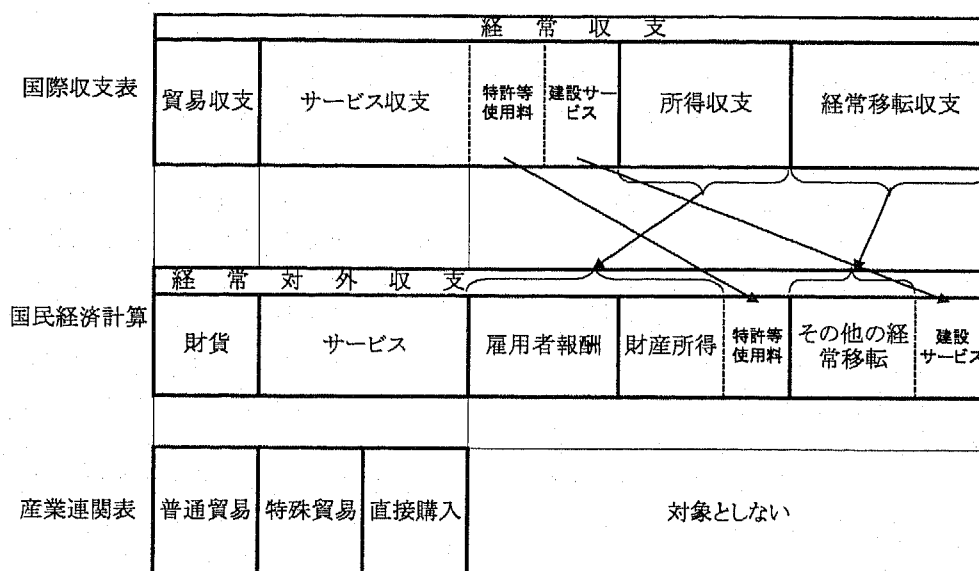 経常収支
国際収支表
貿易収支
サービス収支
特許等
使用料
建設サー
ビス
所得収支
経常移転収支
経常対外収支
国民経済計算
財貨
サービス
雇用者報酬
財産所得
特許等
使用料
その他の経
常移転
建設
サービス
産業連関表
普通貿易
特殊貿易
直接購入
対象としない